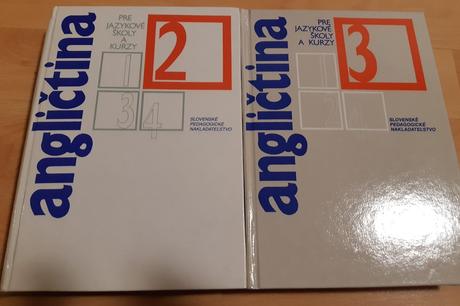 angličtina
PRE
JAZYKOVÉ
ŠKOLY
A
KURZY
2
1
3 4
SLOVENSKÉ
PEDAGOGICKÉ
NAKLADATEĽSTVO
angličtina
PRE
JAZYKOVÉ
ŠKOLY
A KURZY
3
SLOVENSKÉ
PEDAGOGICKÉ
NAKLADATEĽSTVO